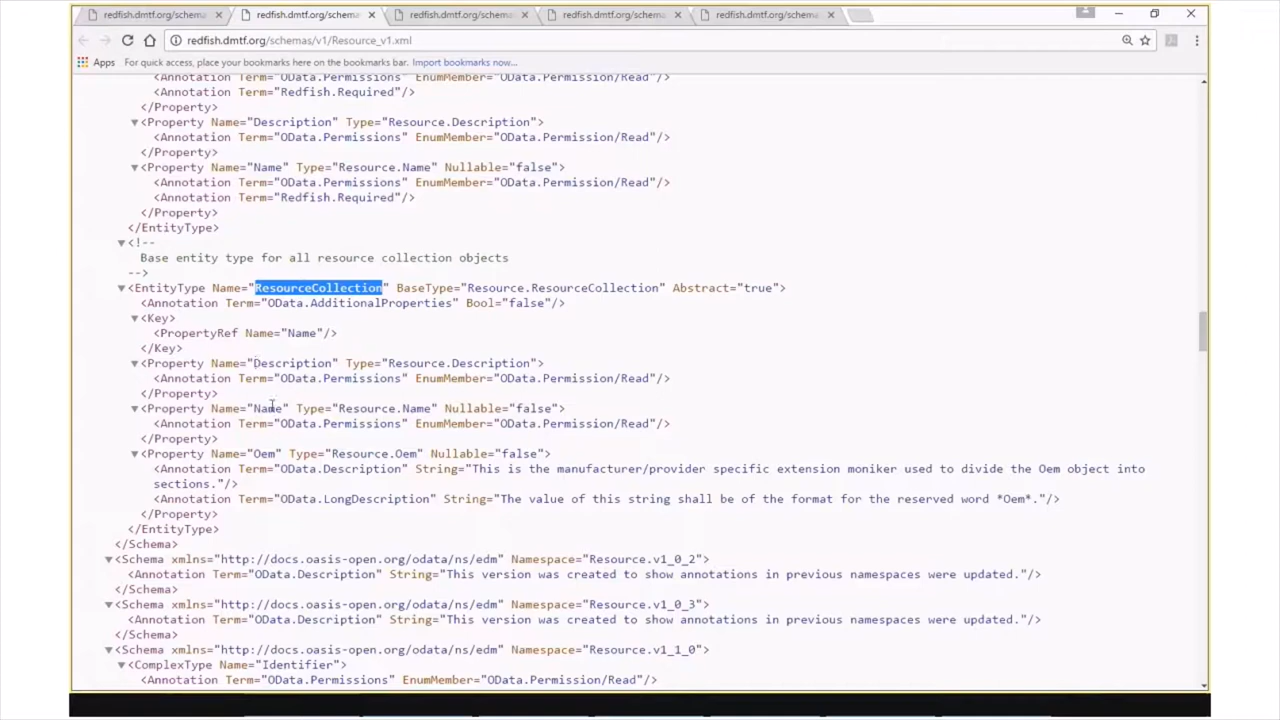 redfish.dmtf.org/schema
redfish.dmtf.org/schema
redfish.dmtf.org/schema
redfish.dmtf.org/schema
redfish.dmtf.org/schema
redfish.dmtf.org/schemas/v1/Resource_v1.xml
Apps For quick access, place your bookmarks here on the bookmarks bar. Import bookmarks now...
<Annotation Term="OData.Permissions" EnumMember="OData.Permission/Read"/>
<Annotation Term="Redfish.Required"/>
</Property>
▼<Property Name="Description" Type="Resource.Description">
<Annotation Term="OData.Permissions" EnumMember="OData.Permission/Read"/>
</Property>
▼<Property Name="Name" Type="Resource.Name" Nullable="false">
<Annotation Term="OData.Permissions" EnumMember="OData.Permission/Read"/>
<Annotation Term="Redfish.Required"/>
</Property>
</EntityType>
▼<!--
Base entity type for all resource collection objects
-->
▼<EntityType Name="ResourceCollection" BaseType="Resource.ResourceCollection" Abstract="true">
<Annotation Term="OData.AdditionalProperties" Bool="false"/>
▼<Key>
<PropertyRef Name="Name"/>
</Key>
▼<Property Name="Description" Type="Resource.Description">
<Annotation Term="OData.Permissions" EnumMember="OData.Permission/Read"/>
</Property>
▼<Property Name="Name" Type="Resource.Name" Nullable="false">
<Annotation Term="OData.Permissions" EnumMember="OData.Permission/Read"/>
</Property>
▼<Property Name="Oem" Type="Resource.Oem" Nullable="false">
<Annotation Term="OData.Description" String="This is the manufacturer/provider specific extension moniker used to divide the Oem object into
sections."/>
<Annotation Term="OData.LongDescription" String="The value of this string shall be of the format for the reserved word *Oem*."/>
</Property>
</EntityType>
</Schema>
▼<Schema xmlns="http://docs.oasis-open.org/odata/ns/edm" Namespace="Resource.v1_0_2">
<Annotation Term="OData.Description" String="This version was created to show annotations in previous namespaces were updated."/>
</Schema>
▼<Schema xmlns="http://docs.oasis-open.org/odata/ns/edm" Namespace="Resource.v1_0_3">
<Annotation Term="OData.Description" String="This version was created to show annotations in previous namespaces were updated."/>
</Schema>
▼<Schema xmlns="http://docs.oasis-open.org/odata/ns/edm" Namespace="Resource.v1_1_0">
▼<ComplexType Name="Identifier">
<Annotation Term="OData.Permissions" EnumMember="OData.Permission/Read"/>